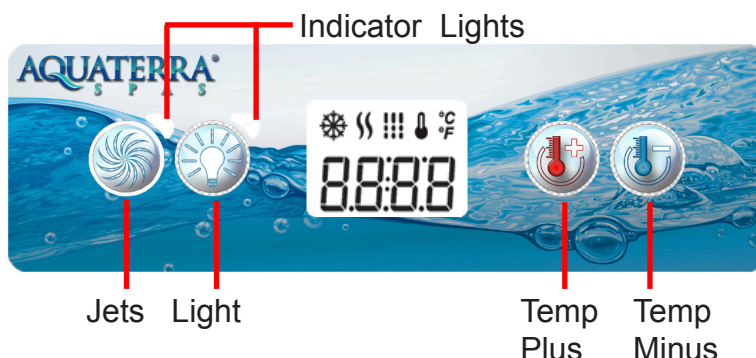 Indicator Lights
AQUATERRA®
SPAS
°C
°F
88:88
Jets Light Temp Plus Temp Minus